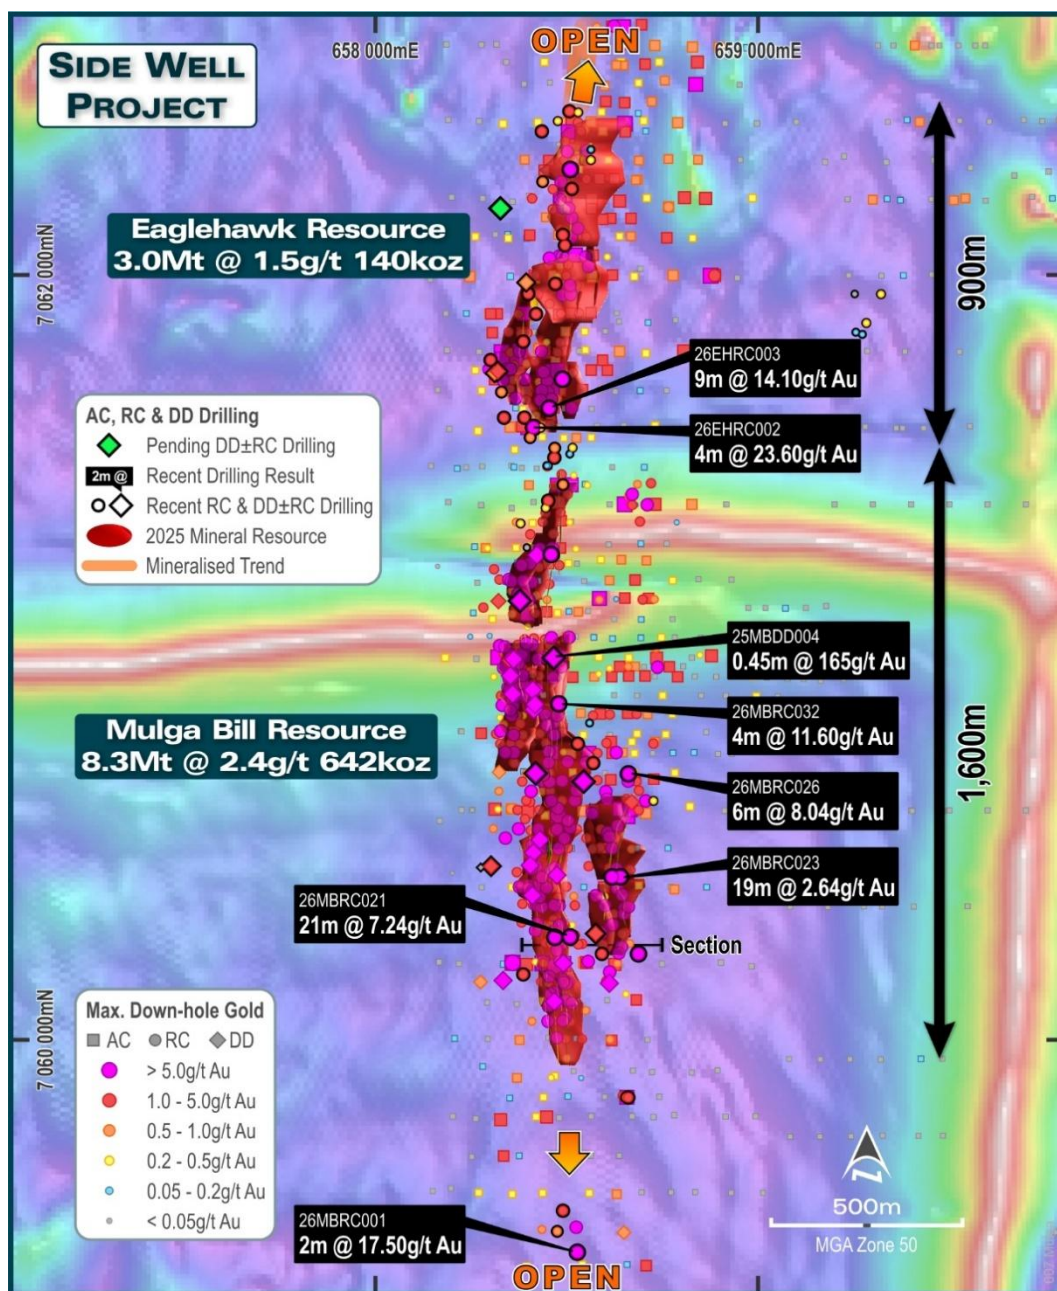 SIDE WELL
PROJECT
658 000mE
OPEN
659 000mE
Eaglehawk Resource
3.0Mt @ 1.5g/t 140koz
7 062 000mN
900m
26EHRC003
9m @ 14.10g/t Au
26EHRC002
4m @ 23.60g/t Au
AC, RC & DD Drilling
Pending DD±RC Drilling
2m @
Recent Drilling Result
Recent RC & DD±RC Drilling
2025 Mineral Resource
Mineralised Trend
25MBDD004
0.45m @ 165g/t Au
Mulga Bill Resource
8.3Mt @ 2.4g/t 642koz
26MBRC032
4m @ 11.60g/t Au
26MBRC026
6m @ 8.04g/t Au
1,600m
26MBRC023
19m @ 2.64g/t Au
26MBRC021
21m @ 7.24g/t Au
Section
7 060 000mN
Max. Down-hole Gold
AC RC DD
> 5.0g/t Au
1.0 - 5.0g/t Au
0.5 - 1.0g/t Au
0.2 - 0.5g/t Au
0.05 - 0.2g/t Au
< 0.05g/t Au
26MBRC001
2m @ 17.50g/t Au
OPEN
Z
500m
MGA Zone 50